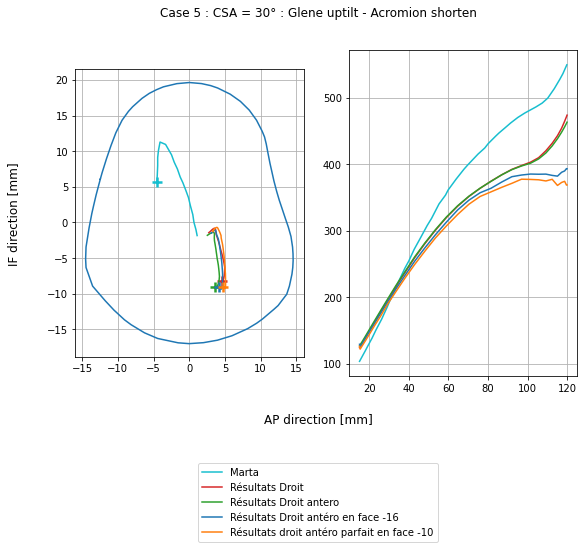 Case 5 : CSA = 30° : Glene uptilt - Acromion shorten
IF direction [mm]
20
15
10
5
0
−5
−10
−15
−15 −10 −5 0 5 10 15
500
400
300
200
100
20 40 60 80 100 120
AP direction [mm]
Marta
Résultats Droit
Résultats Droit antero
Résultats Droit antéro en face -16
Résultats droit antéro parfait en face -10